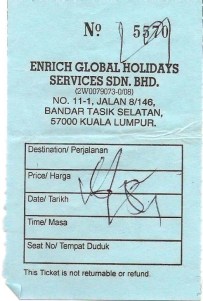 No 5570
ENRICH GLOBAL HOLIDAYS
SERVICES SDN. BHD.
(2W0079073-0/08)
NO. 11-1, JALAN 8/146,
BANDAR TASIK SELATAN,
57000 KUALA LUMPUR.
Destination/ Perjalanan
Price/ Harga
Date/ Tarikh
Time/ Masa
Seat No/ Tempat Duduk
This Ticket is not returnable or refund.